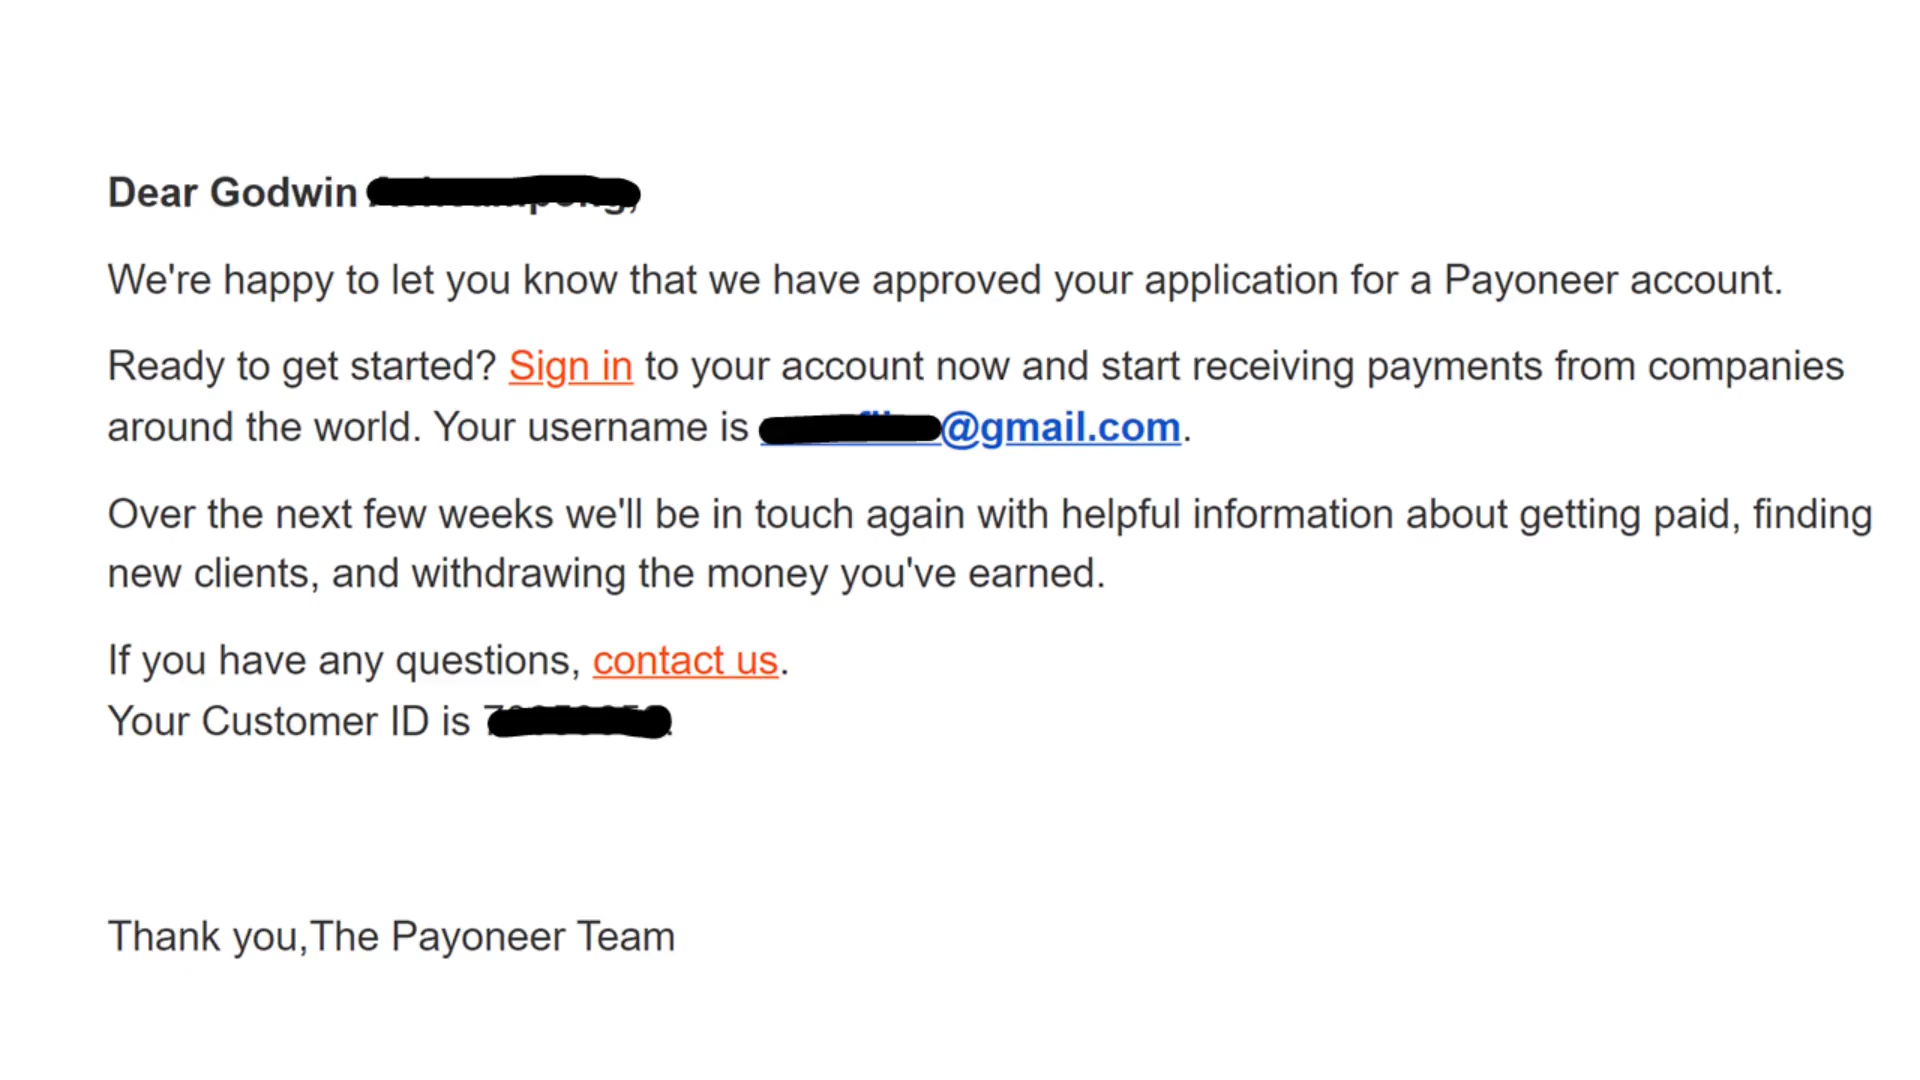 Dear Godwin
We're happy to let you know that we have approved your application for a Payoneer account.
Ready to get started? Sign in to your account now and start receiving payments from companies
around the world. Your username is @gmail.com.
Over the next few weeks we'll be in touch again with helpful information about getting paid, finding
new clients, and withdrawing the money you've earned.
If you have any questions, contact us.
Your Customer ID is
Thank you,The Payoneer Team